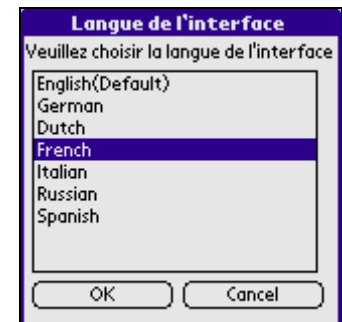 Langue de l'interface
Veuillez choisir la langue de l'interface
English(Default)
German
Dutch
French
Italian
Russian
Spanish
OK
Cancel